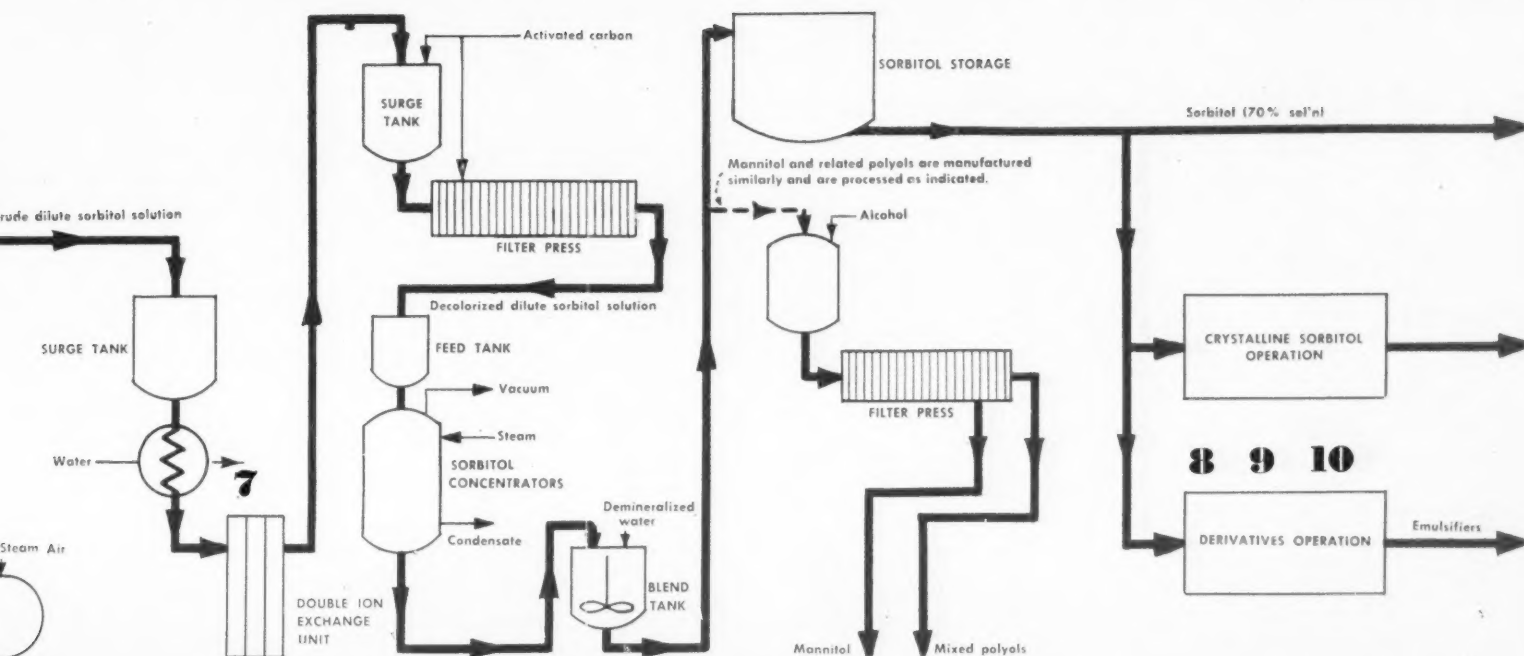 Activated carbon
SURGE
TANK
SORBITOL STORAGE
Sorbitol (70% sol'n)
Mannitol and related polyols are manufactured
similarly and are processed as indicated.
rude dilute sorbitol solution
Alcohol
FILTER PRESS
Decolorized dilute sorbitol solution
SURGE TANK
FEED TANK
CRYSTALLINE SORBITOL
OPERATION
Vacuum
FILTER PRESS
Steam
Water
7
SORBITOL
CONCENTRATORS
8 9 10
Demineralized
water
Condensate
Steam Air
Emulsifiers
DERIVATIVES OPERATION
BLEND
TANK
DOUBLE ION
EXCHANGE
UNIT
Mannitol
Mixed polyols